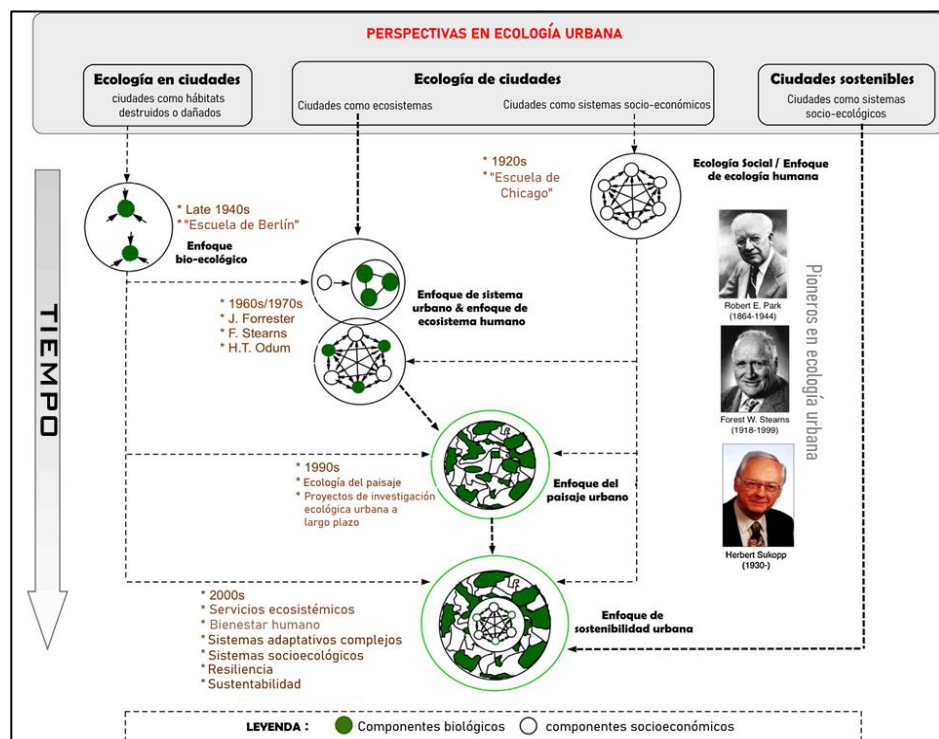 PERSPECTIVAS EN ECOLOGÍA URBANA
Ecología en ciudades
ciudades como hábitats
destruidos o dañados
Ecología de ciudades
Ciudades como ecosistemas
Ciudades como sistemas socio-económicos
Ciudades sostenibles
Ciudades como sistemas
socio-ecológicos
TIEMPO
* Late 1940s
* "Escuela de Berlín"
Enfoque
bio-ecológico
* 1920s
* "Escuela de
Chicago"
Ecología Social / Enfoque
de ecología humana
* 1960s/1970s
* J. Forrester
* F. Stearns
* H.T. Odum
Enfoque de sistema
urbano & enfoque de
ecosistema humano
Robert E. Park
(1864-1944)
Forest W. Stearns
(1918-1999)
Herbert Sukopp
(1930-)
Pioneros en ecología urbana
* 1990s
* Ecología del paisaje
* Proyectos de investigación
ecológica urbana a
largo plazo
Enfoque del
paisaje urbano
* 2000s
* Servicios ecosistémicos
* Bienestar humano
* Sistemas adaptativos complejos
* Sistemas socioecológicos
* Resiliencia
* Sustentabilidad
Enfoque de
sostenibilidad urbana
LEYENDA : Componentes biológicos componentes socioeconómicos